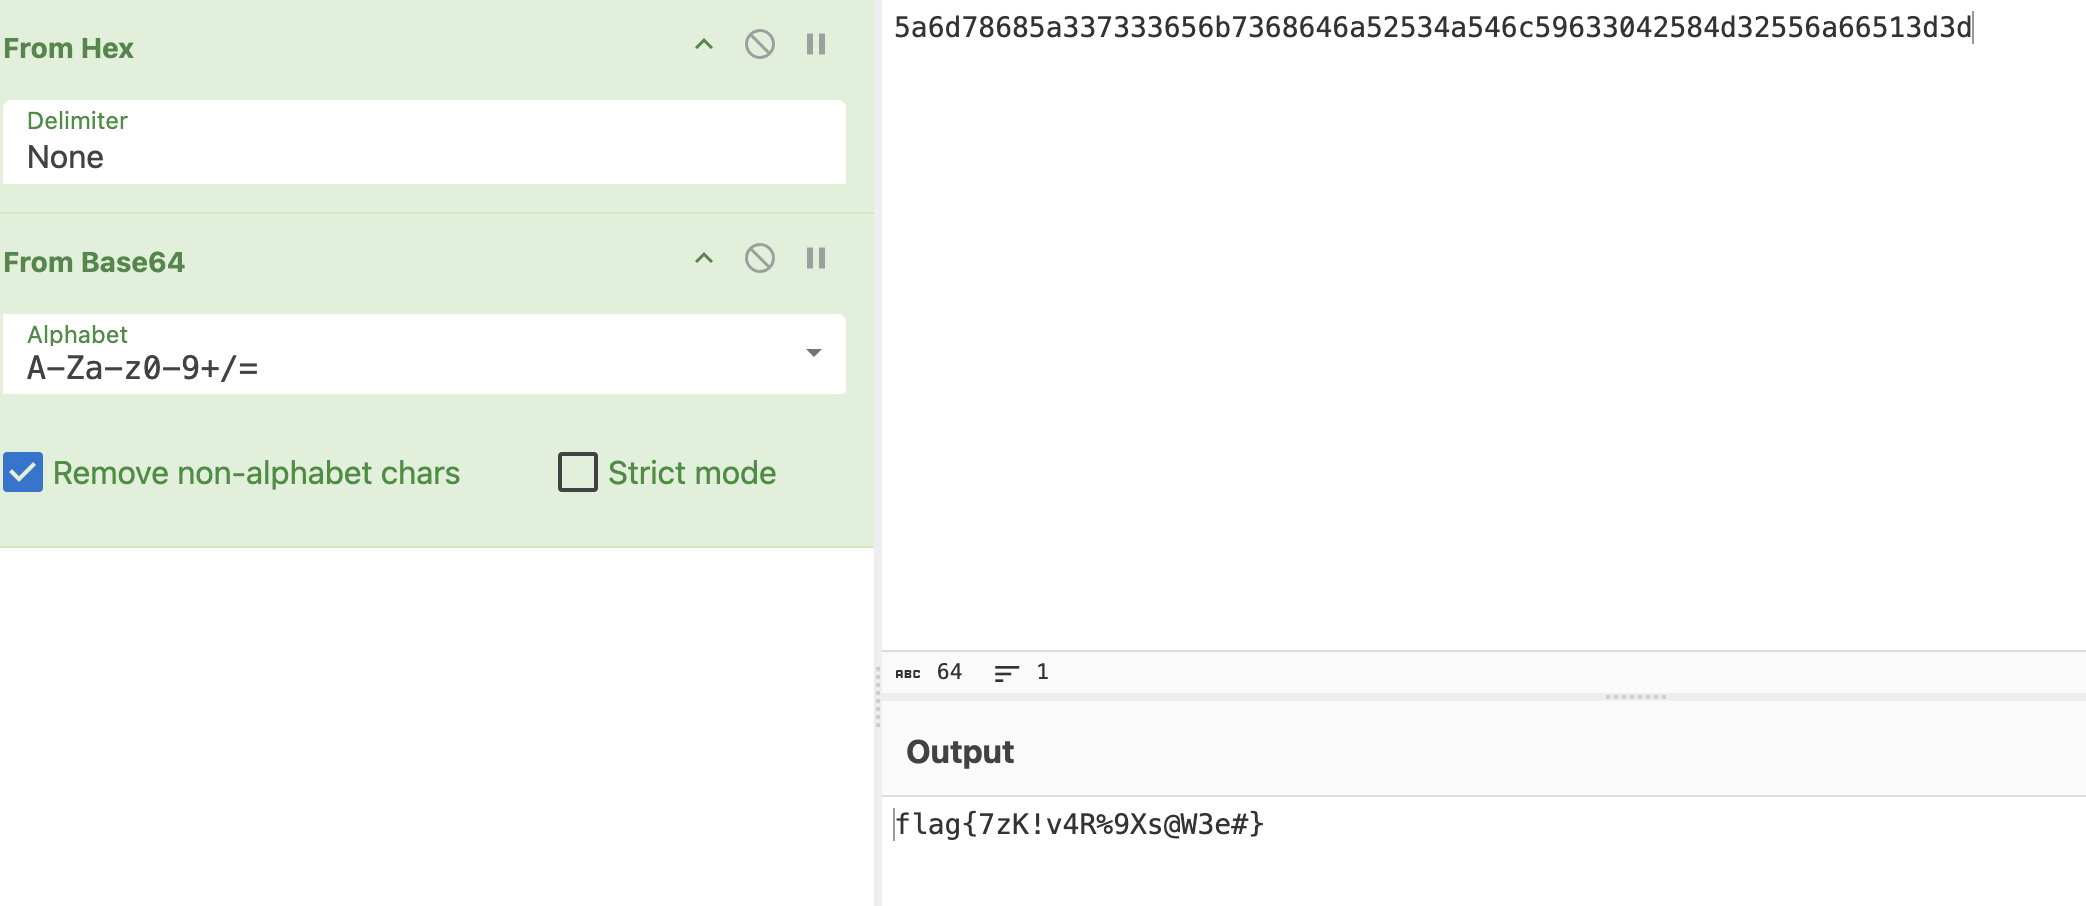 From Hex
Delimiter
None
From Base64
Alphabet
A-Za-z0-9+/=
Remove non-alphabet chars
Strict mode
5a6d78685a337333656b7368646a52534a546c59633042584d32556a66513d3d
ABC 64 1
Output
flag{7zK!v4R%9Xs@W3e#}